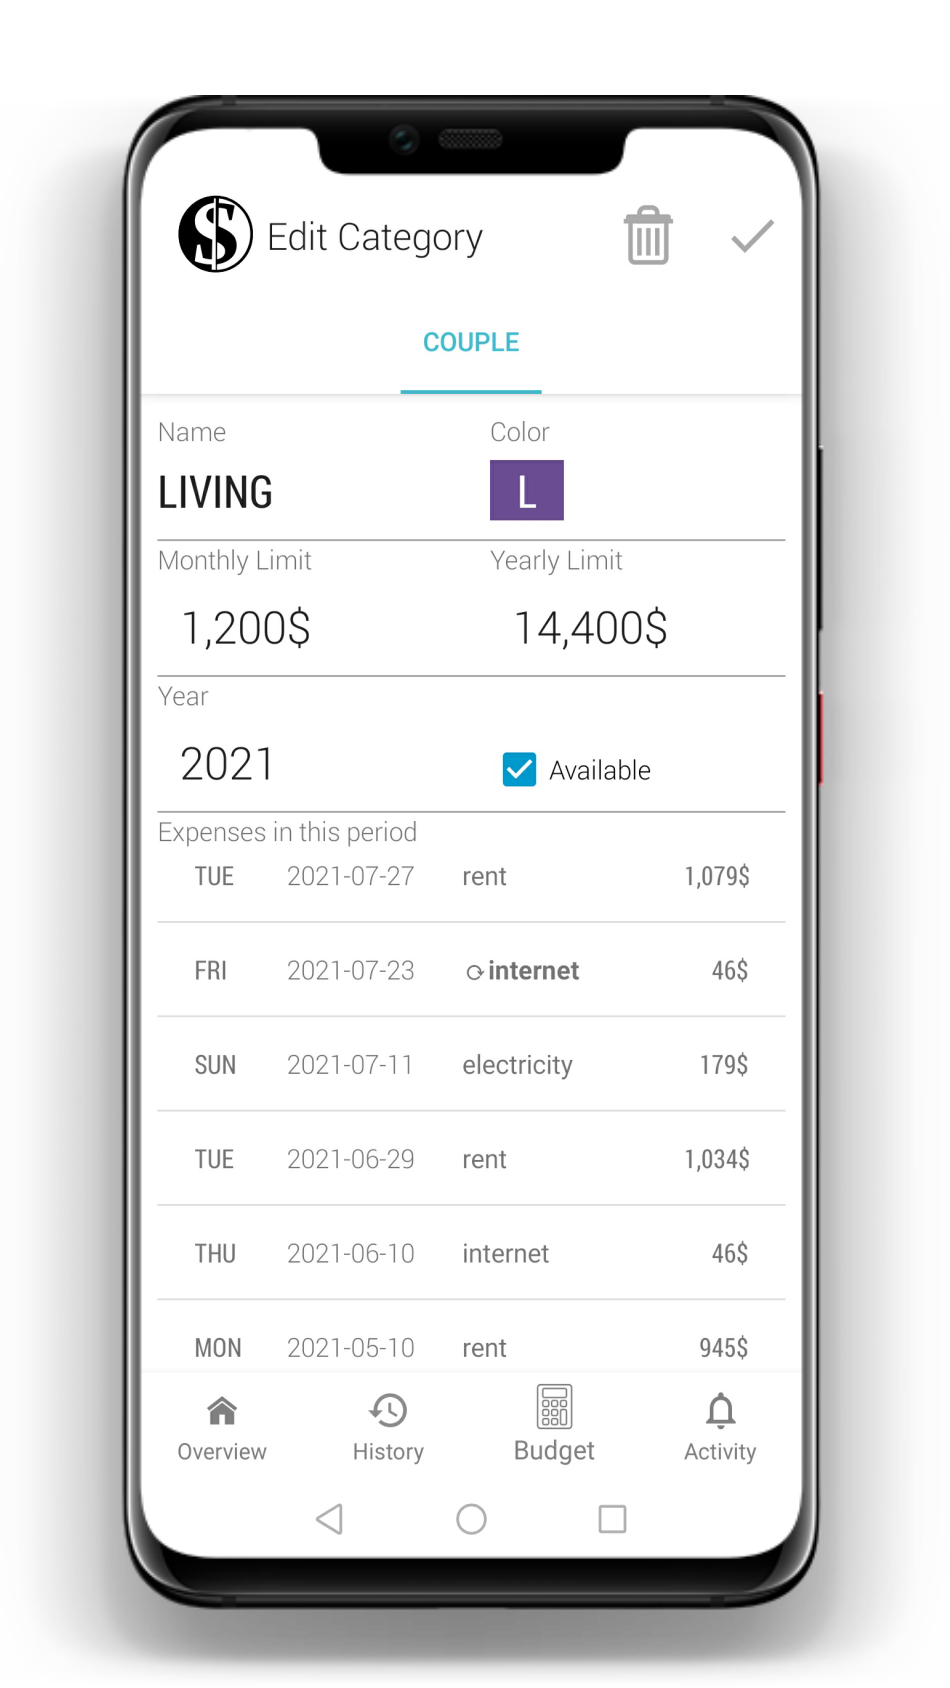 Edit Category
COUPLE
Name Color
LIVING L
Monthly Limit Yearly Limit
1,200$ 14,400$
Year
2021 Available
Expenses in this period
TUE 2021-07-27 rent 1,079$
FRI 2021-07-23 internet 46$
SUN 2021-07-11 electricity 179$
TUE 2021-06-29 rent 1,034$
THU 2021-06-10 internet 46$
MON 2021-05-10 rent 945$
Overview History Budget Activity